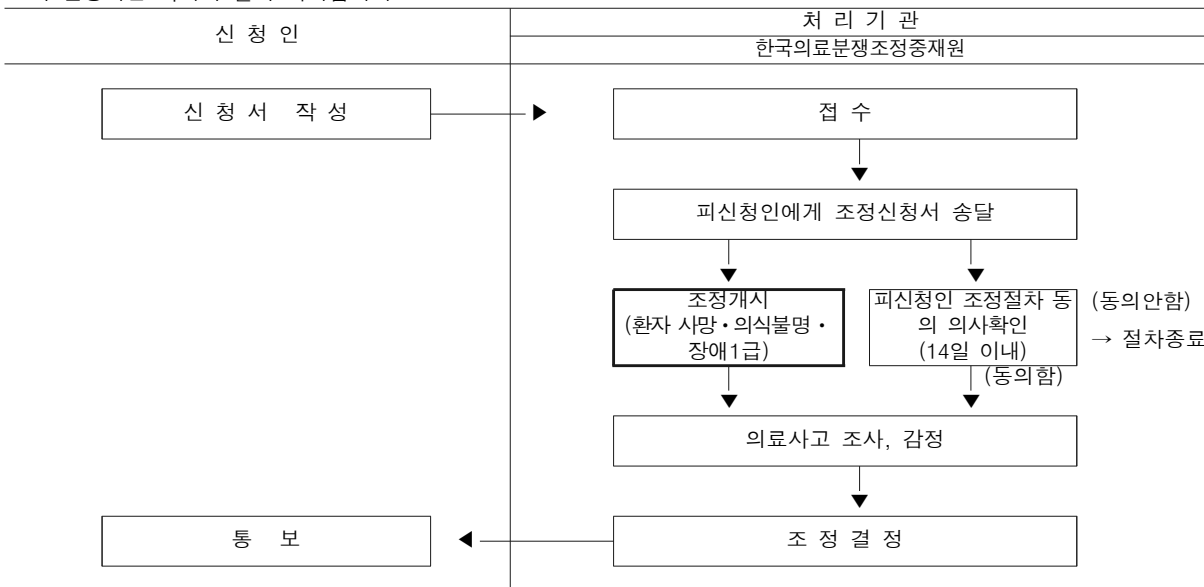 신 청 인
처 리 기 관
한국의료분쟁조정중재원
신 청 서 작 성
접 수
피신청인에게 조정신청서 송달
조정개시
(환자 사망・의식불명・
장애1급)
피신청인 조정절차 동
의 의사확인
(14일 이내)
(동의안함)
→ 절차종료
(동의함)
의료사고 조사, 감정
통 보
조 정 결 정